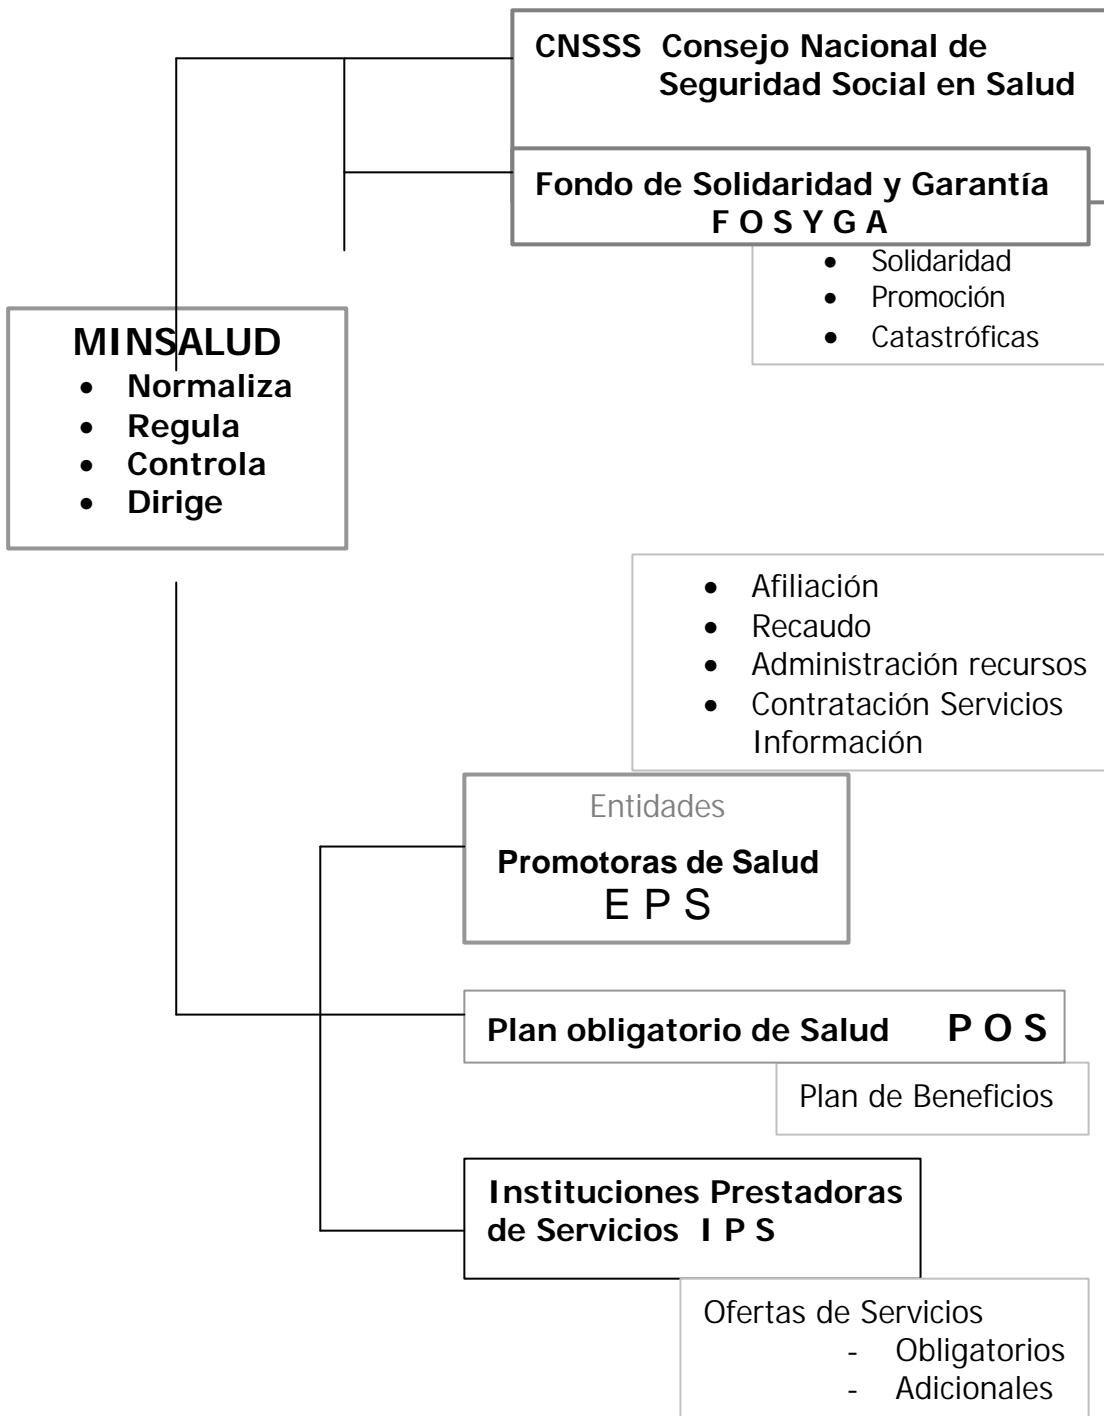 CNSSS Consejo Nacional de
Seguridad Social en Salud
Fondo de Solidaridad y Garantía
F O S Y G A
• Solidaridad
• Promoción
• Catastróficas
MINSALUD
• Normaliza
• Regula
• Controla
• Dirige
• Afiliación
• Recaudo
• Administración recursos
• Contratación Servicios
Información
Entidades
Promotoras de Salud
E P S
Plan obligatorio de Salud P O S
Plan de Beneficios
Instituciones Prestadoras
de Servicios I P S
Ofertas de Servicios
- Obligatorios
- Adicionales